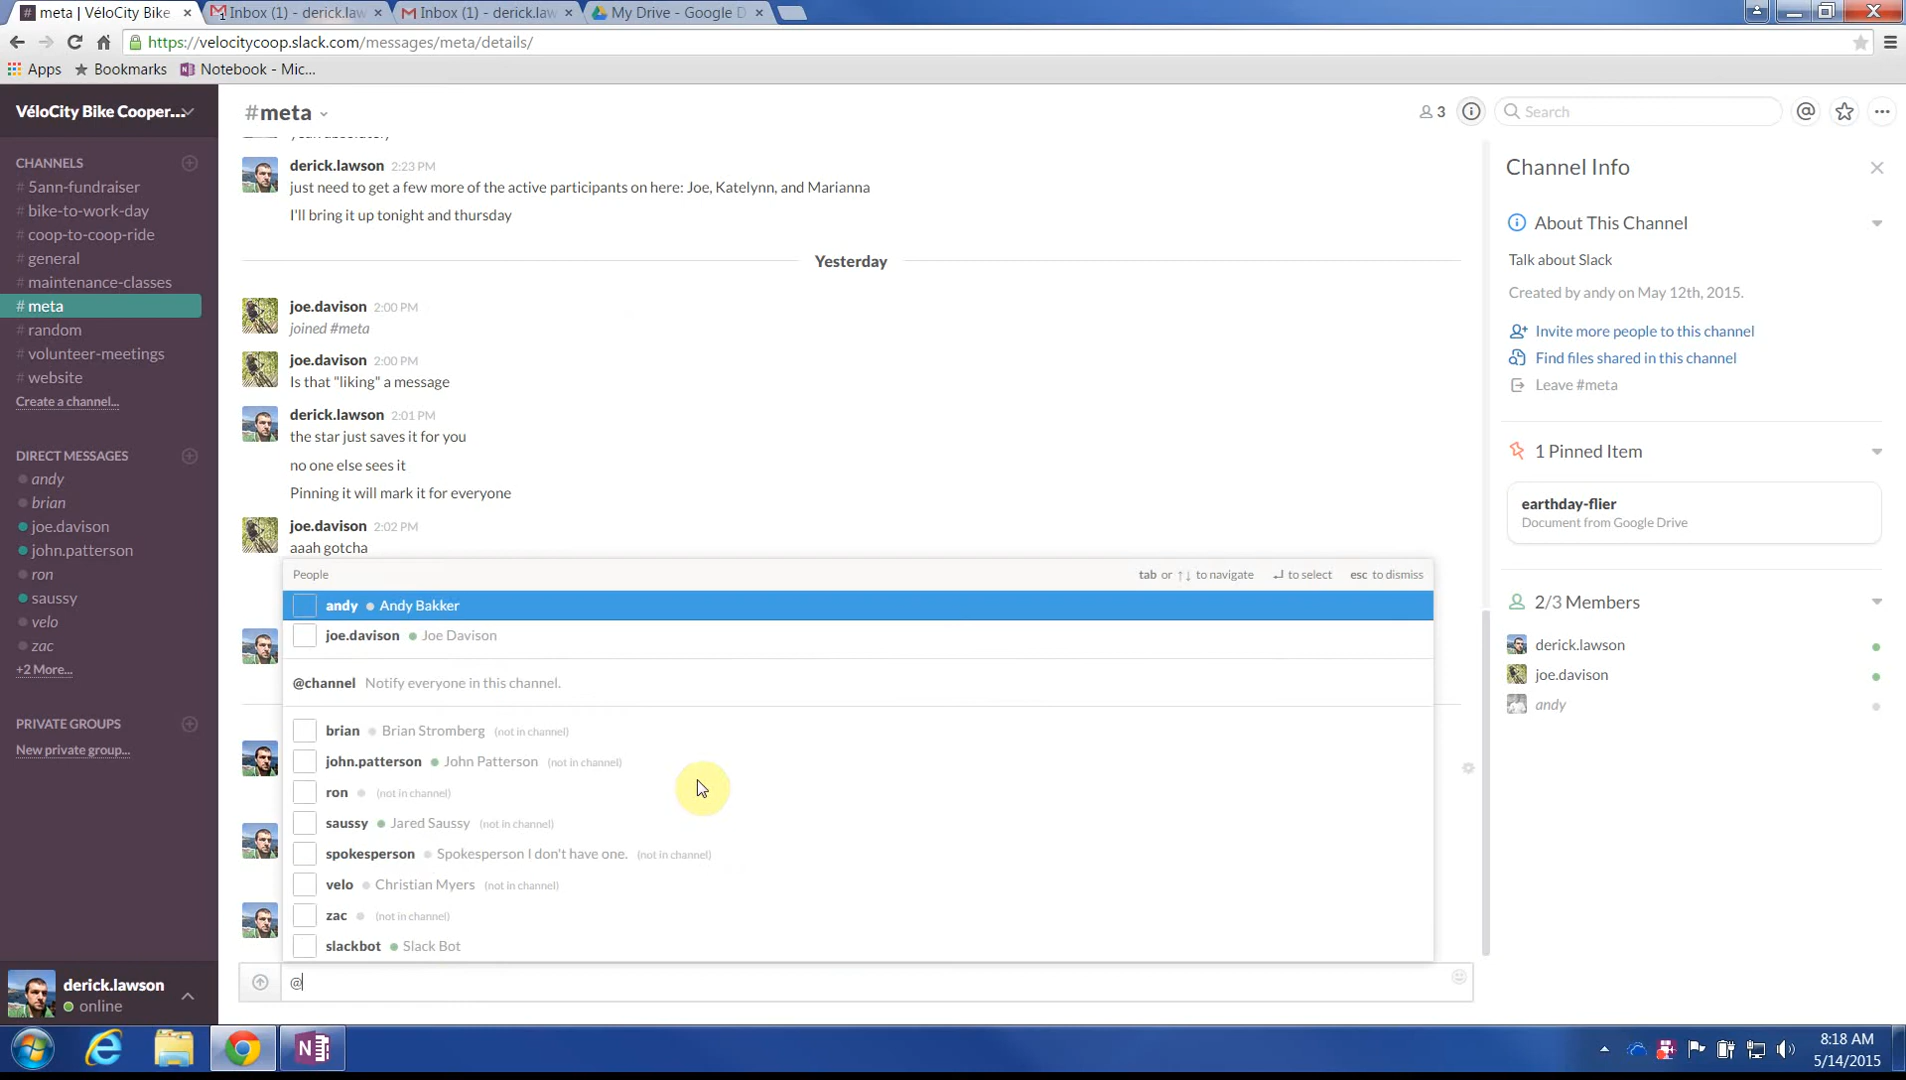 meta | VéloCity Bike
Inbox (1) - derick.law
Inbox (1) - derick.law
My Drive - Google D
https://velocitycoop.slack.com/messages/meta/details/
Apps
Bookmarks
Notebook - Mic...
VéloCity Bike Cooper...
#meta
3
Search
CHANNELS
# 5ann-fundraiser
# bike-to-work-day
# coop-to-coop-ride
# general
# maintenance-classes
# meta
# random
# volunteer-meetings
# website
Create a channel...
DIRECT MESSAGES
andy
brian
joe.davison
john.patterson
ron
saussy
velo
zac
+2 More...
PRIVATE GROUPS
New private group...
derick.lawson
online
yeah absolutely
derick.lawson 2:23 PM
just need to get a few more of the active participants on here: Joe, Katelynn, and Marianna
I'll bring it up tonight and thursday
Yesterday
joe.davison 2:00 PM
joined #meta
joe.davison 2:00 PM
Is that "liking" a message
derick.lawson 2:01 PM
the star just saves it for you
no one else sees it
Pinning it will mark it for everyone
joe.davison 2:02 PM
aaah gotcha
People
tab or ↑↓ to navigate ↵ to select esc to dismiss
andy Andy Bakker
joe.davison Joe Davison
@channel Notify everyone in this channel.
brian Brian Stromberg (not in channel)
john.patterson John Patterson (not in channel)
ron (not in channel)
saussy Jared Saussy (not in channel)
spokesperson Spokesperson I don't have one. (not in channel)
velo Christian Myers (not in channel)
zac (not in channel)
slackbot Slack Bot
@
Channel Info
About This Channel
Talk about Slack
Created by andy on May 12th, 2015.
Invite more people to this channel
Find files shared in this channel
Leave #meta
1 Pinned Item
earthday-flier
Document from Google Drive
2/3 Members
derick.lawson
joe.davison
andy
8:18 AM
5/14/2015